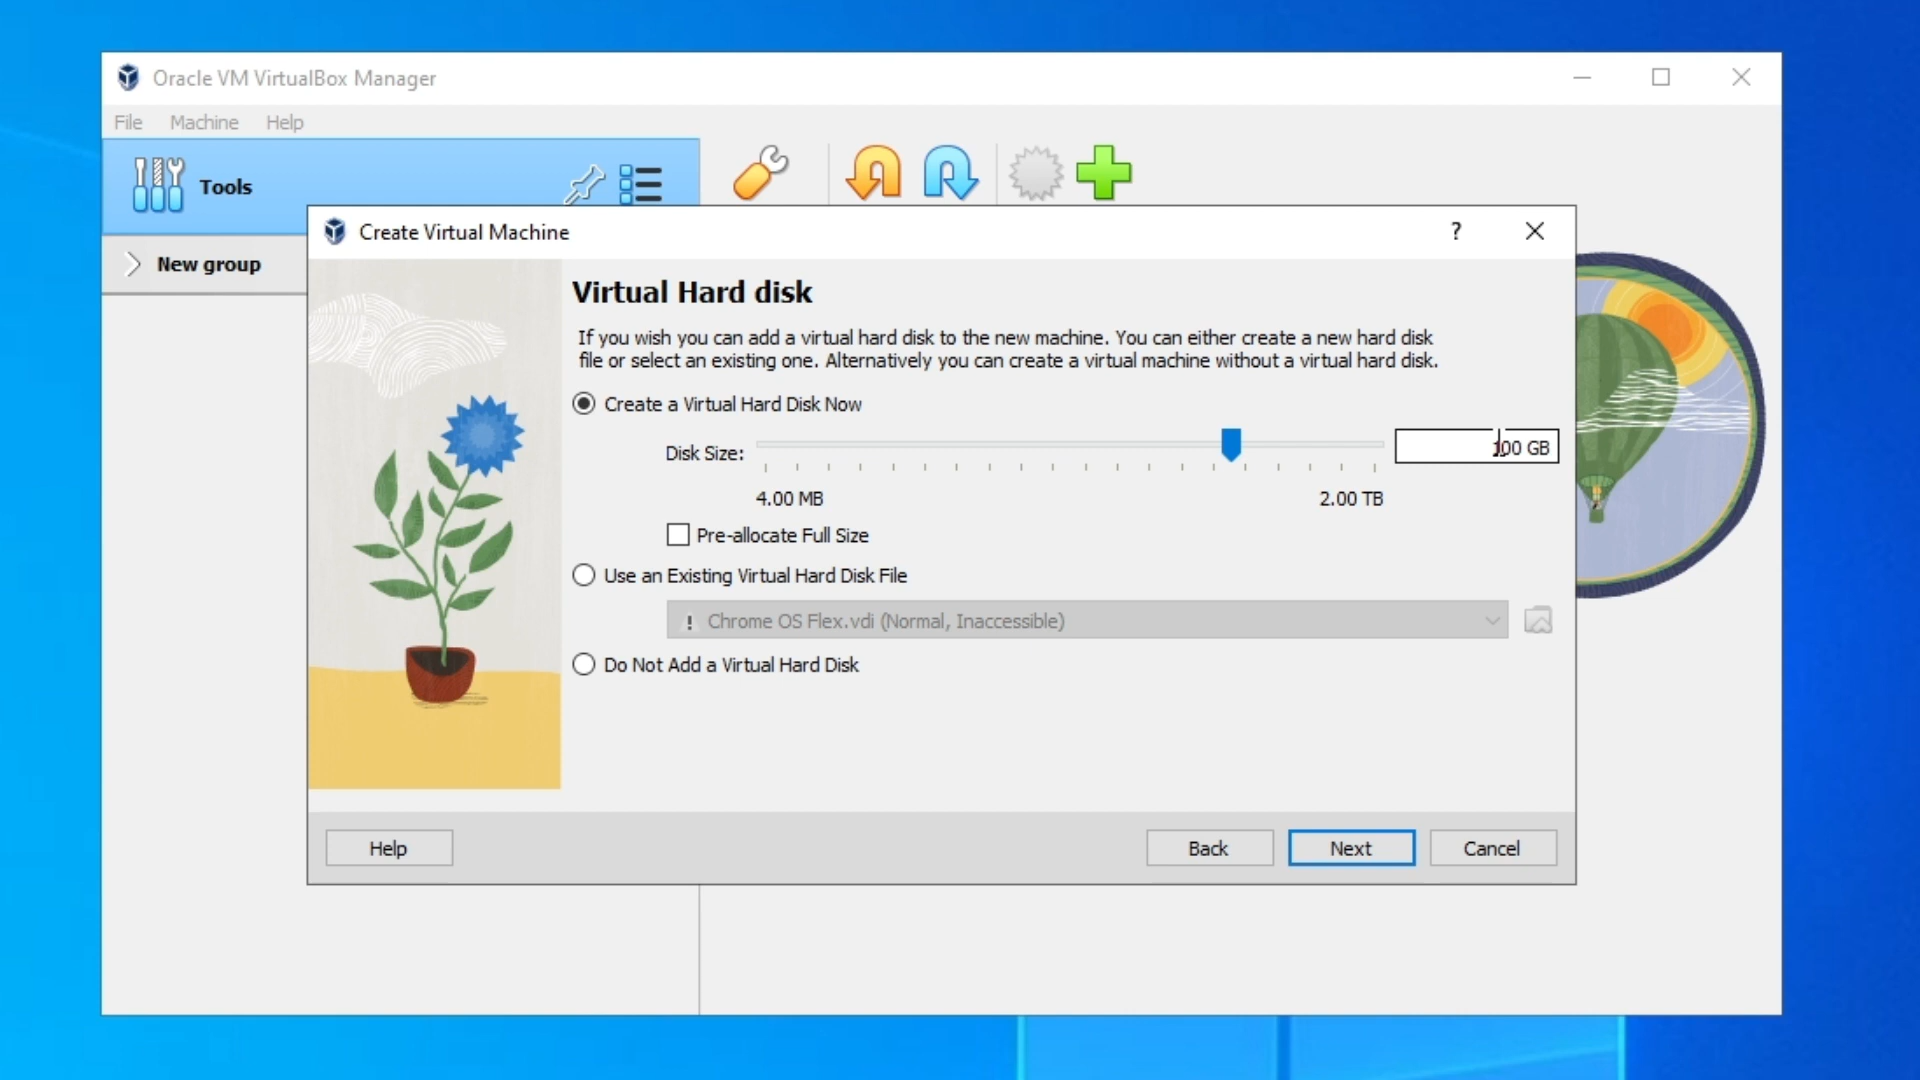 Oracle VM VirtualBox Manager
File Machine Help
Tools
New group
Create Virtual Machine
?
Virtual Hard disk
If you wish you can add a virtual hard disk to the new machine. You can either create a new hard disk
file or select an existing one. Alternatively you can create a virtual machine without a virtual hard disk.
Create a Virtual Hard Disk Now
Disk Size:
100 GB
4.00 MB
2.00 TB
Pre-allocate Full Size
Use an Existing Virtual Hard Disk File
! Chrome OS Flex.vdi (Normal, Inaccessible)
Do Not Add a Virtual Hard Disk
Help
Back
Next
Cancel